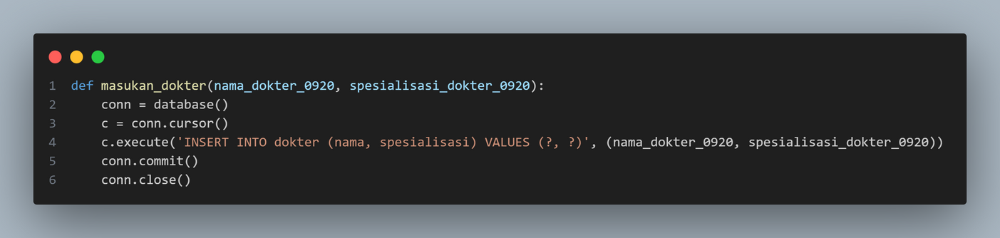 1 def masukan_dokter(nama_dokter_0920, spesialisasi_dokter_0920):
2     conn = database()
3     c = conn.cursor()
4     c.execute('INSERT INTO dokter (nama, spesialisasi) VALUES (?, ?)', (nama_dokter_0920, spesialisasi_dokter_0920))
5     conn.commit()
6     conn.close()